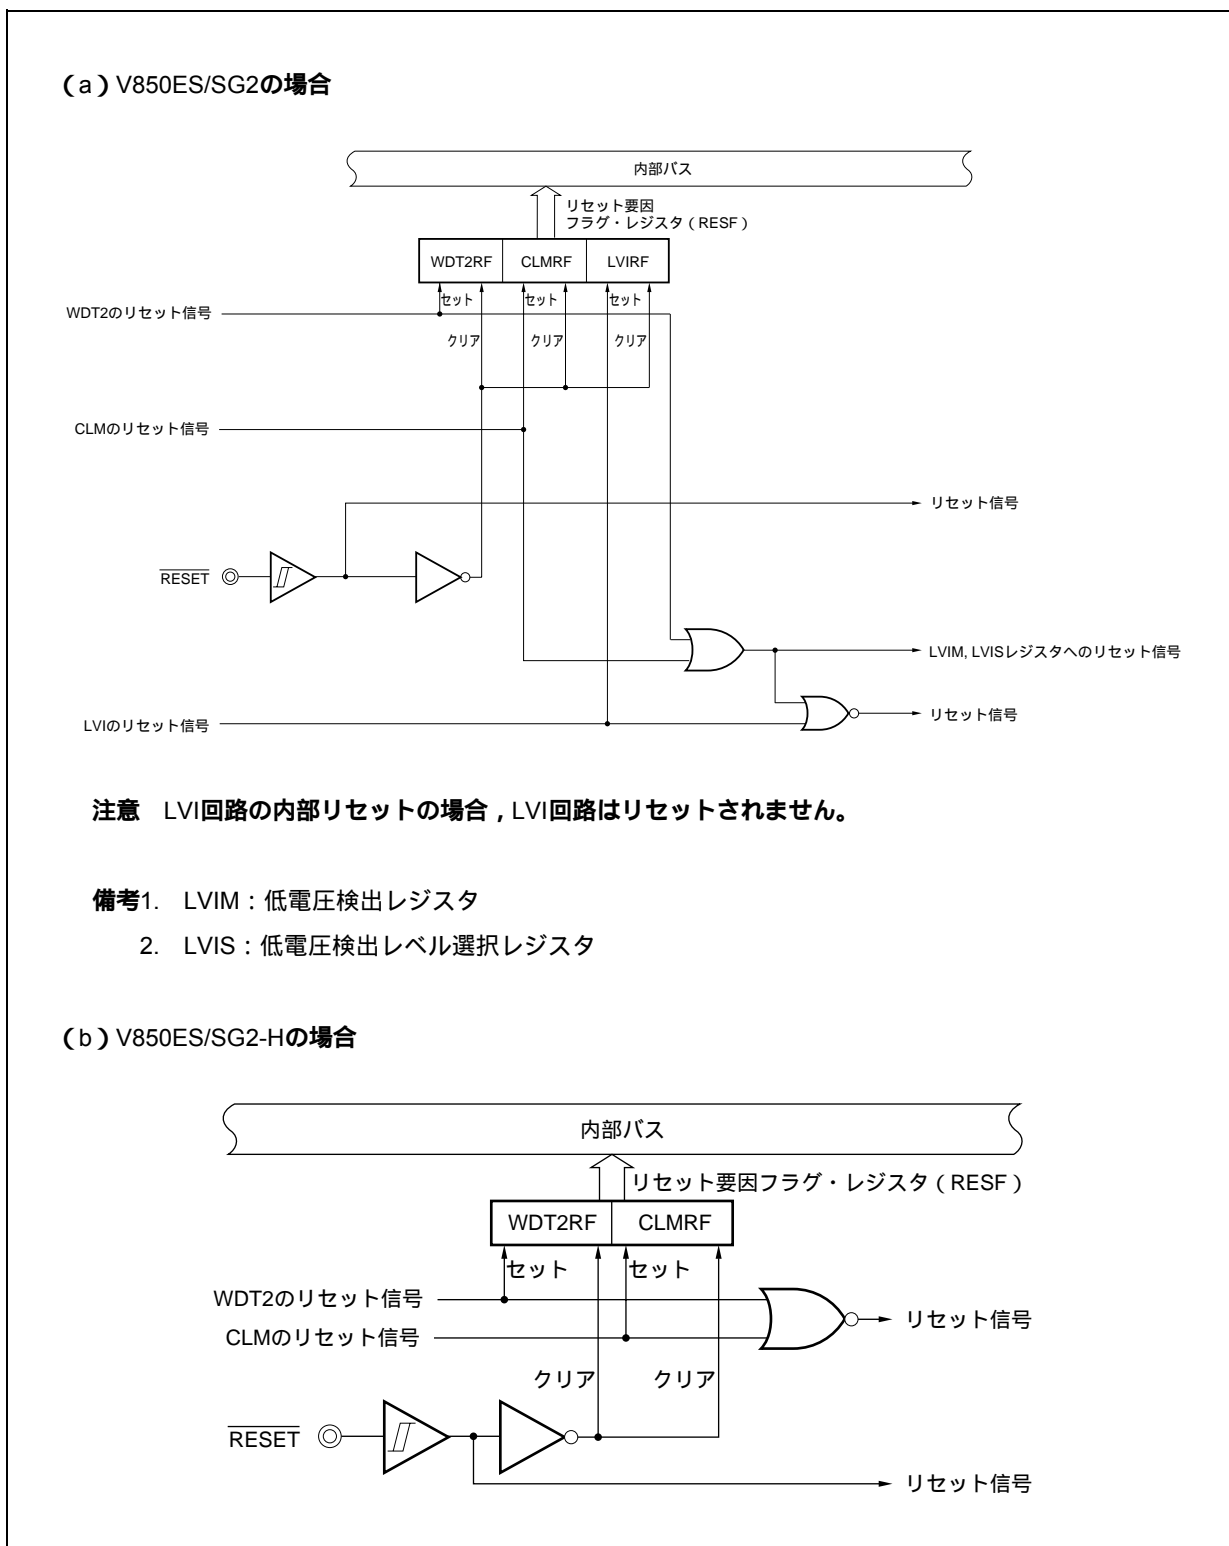 (a)V850ES/SG2の場合
内部バス
リセット要因
フラグ・レジスタ(RESF)
WDT2RF CLMRF LVIRF
セット セット セット
WDT2のリセット信号
クリア クリア クリア
CLMのリセット信号
リセット信号
RESET
LVIM, LVISレジスタへのリセット信号
リセット信号
LVIのリセット信号
注意 LVI回路の内部リセットの場合,LVI回路はリセットされません。
備考1. LVIM:低電圧検出レジスタ
2. LVIS:低電圧検出レベル選択レジスタ
(b)V850ES/SG2-Hの場合
内部バス
リセット要因フラグ・レジスタ(RESF)
WDT2RF CLMRF
セット セット
WDT2のリセット信号
リセット信号
CLMのリセット信号
クリア クリア
RESET
リセット信号